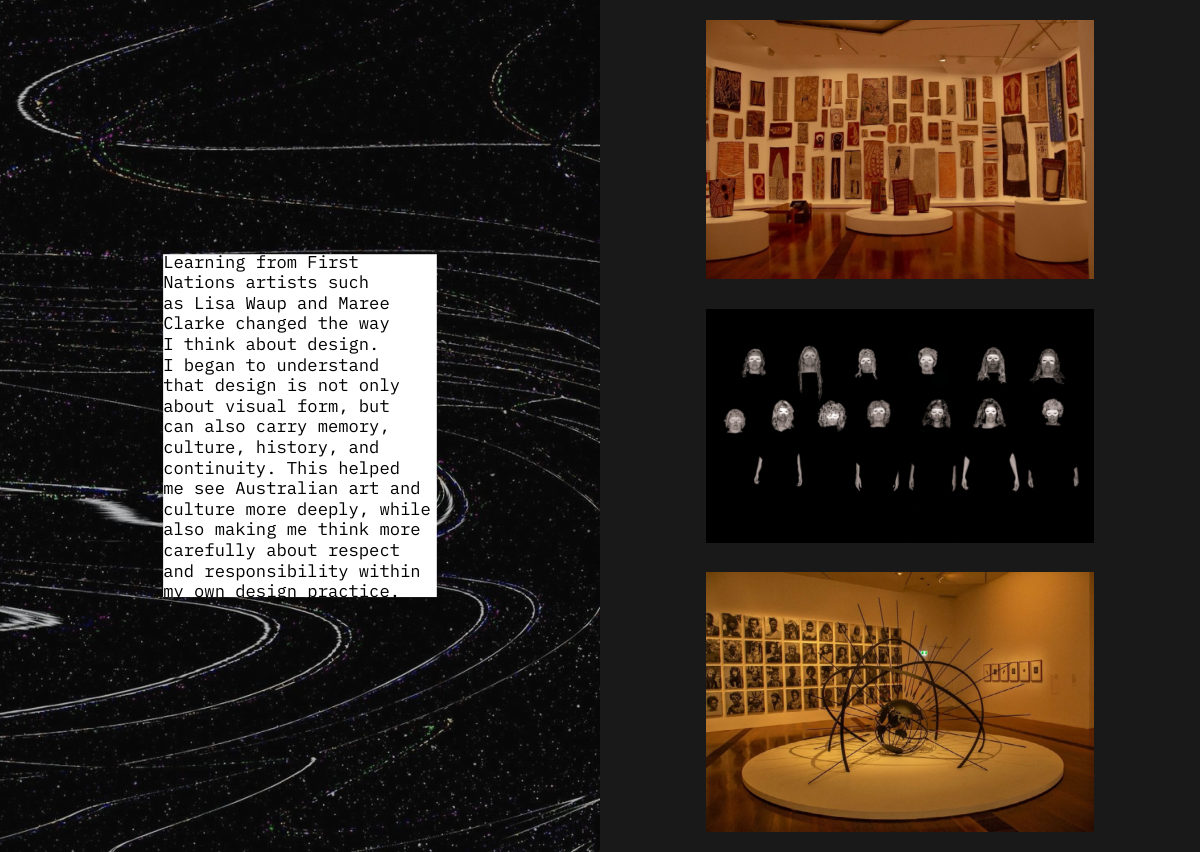 Learning from First
Nations artists such
as Lisa Waup and Maree
Clarke changed the way
I think about design.
I began to understand
that design is not only
about visual form, but
can also carry memory,
culture, history, and
continuity. This helped
me see Australian art and
culture more deeply, while
also making me think more
carefully about respect
and responsibility within
my own design practice.